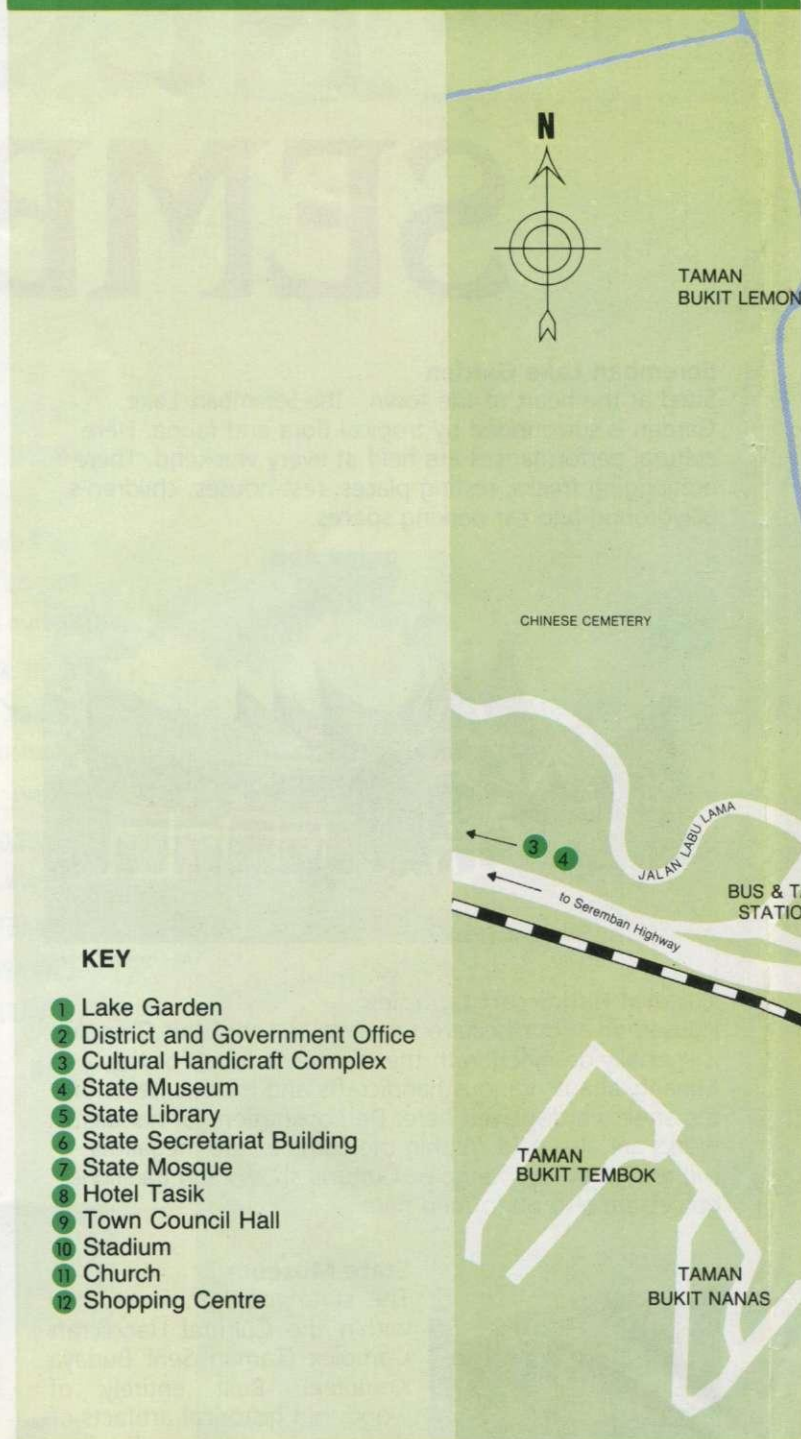 N
TAMAN
BUKIT LEMON
CHINESE CEMETERY
JALAN LABU LAMA
3 4
BUS & T
STATIO
to Seremban Highway
KEY
1 Lake Garden
2 District and Government Office
3 Cultural Handicraft Complex
4 State Museum
5 State Library
6 State Secretariat Building
7 State Mosque
8 Hotel Tasik
9 Town Council Hall
10 Stadium
11 Church
12 Shopping Centre
TAMAN
BUKIT TEMBOK
TAMAN
BUKIT NANAS